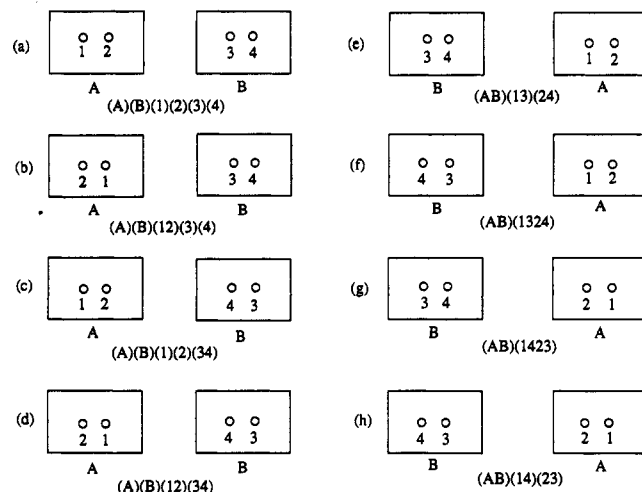 (a)
1 2
A
3 4
B
(A)(B)(1)(2)(3)(4)
(b)
2 1
A
3 4
B
(A)(B)(12)(3)(4)
(c)
1 2
A
4 3
B
(A)(B)(1)(2)(34)
(d)
2 1
A
4 3
B
(A)(B)(12)(34)
(e)
3 4
B
1 2
A
(AB)(13)(24)
(f)
4 3
B
1 2
A
(AB)(1324)
(g)
3 4
B
2 1
A
(AB)(1423)
(h)
4 3
B
2 1
A
(AB)(14)(23)